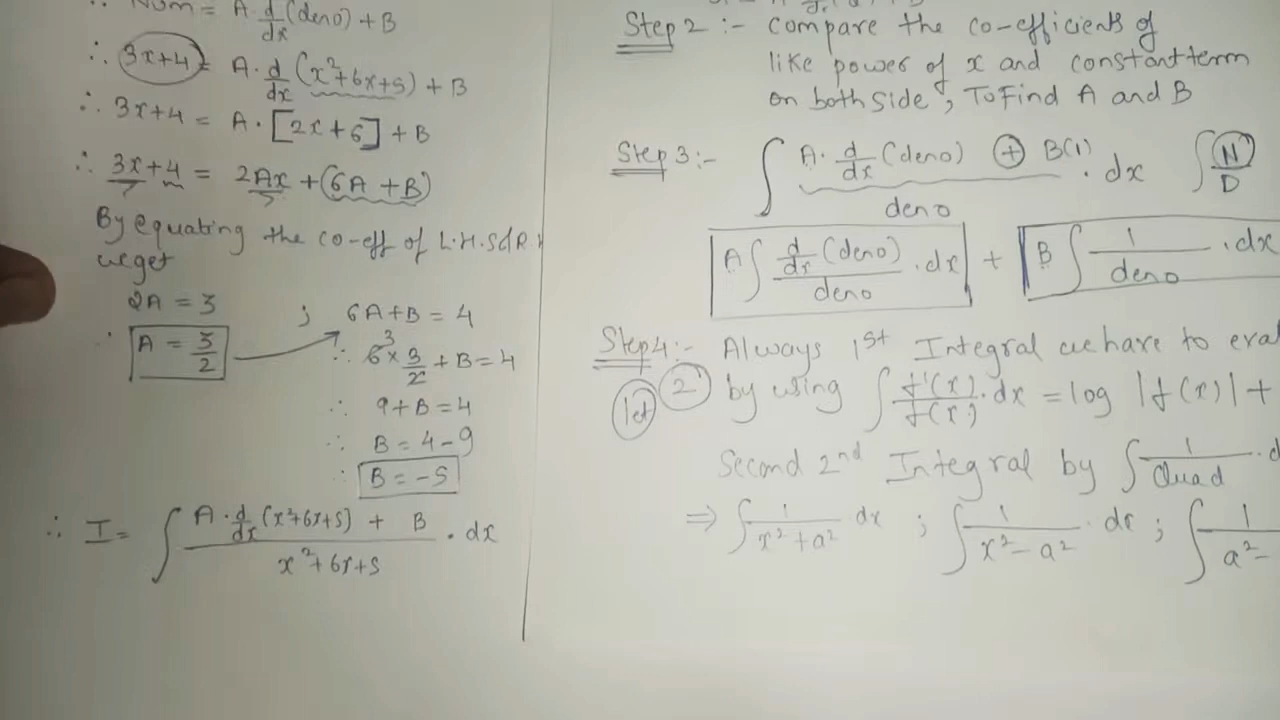 ∴ Num = A · d/dx (deno) + B
∴ 3x+4 = A · d/dx (x²+6x+5) + B
∴ 3x+4 = A · [2x+6] + B
∴ 3x+4 = 2Ax + (6A + B)
By equating the co-eff of L.H.S & R.H
we get
2A = 3 ; 6A+B = 4
∴ A = 3/2
∴ 6³ × 3/2 + B = 4
∴ 9+B = 4
∴ B = 4-9
∴ B = -5
∴ I = ∫ A · d/dx (x²+6x+5) + B / x²+6x+5 · dx
Step 2 :- compare the co-efficients of
like power of x and constant term
on both side, To Find A and B
Step 3 :- ∫ A · d/dx (deno) + B(1) / deno · dx ∫ N/D
A ∫ d/dx (deno) / deno · dx + B ∫ 1/deno · dx
Step 4 :- Always 1st Integral we have to eval
let 2 by using ∫ f'(x)/f(x) · dx = log |f(x)| +
Second 2nd Integral by ∫ 1/Quad · d
⇒ ∫ 1/x²+a² dx ; ∫ 1/x²-a² · dx ; ∫ 1/a²-